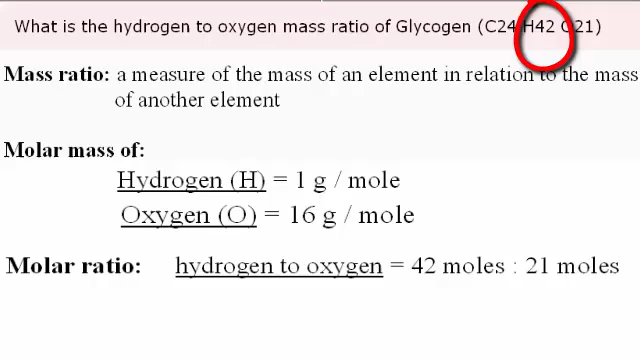 What is the hydrogen to oxygen mass ratio of Glycogen (C24 H42 O21)
Mass ratio: a measure of the mass of an element in relation to the mass
of another element
Molar mass of:
Hydrogen (H) = 1 g / mole
Oxygen (O) = 16 g / mole
Molar ratio: hydrogen to oxygen = 42 moles : 21 moles